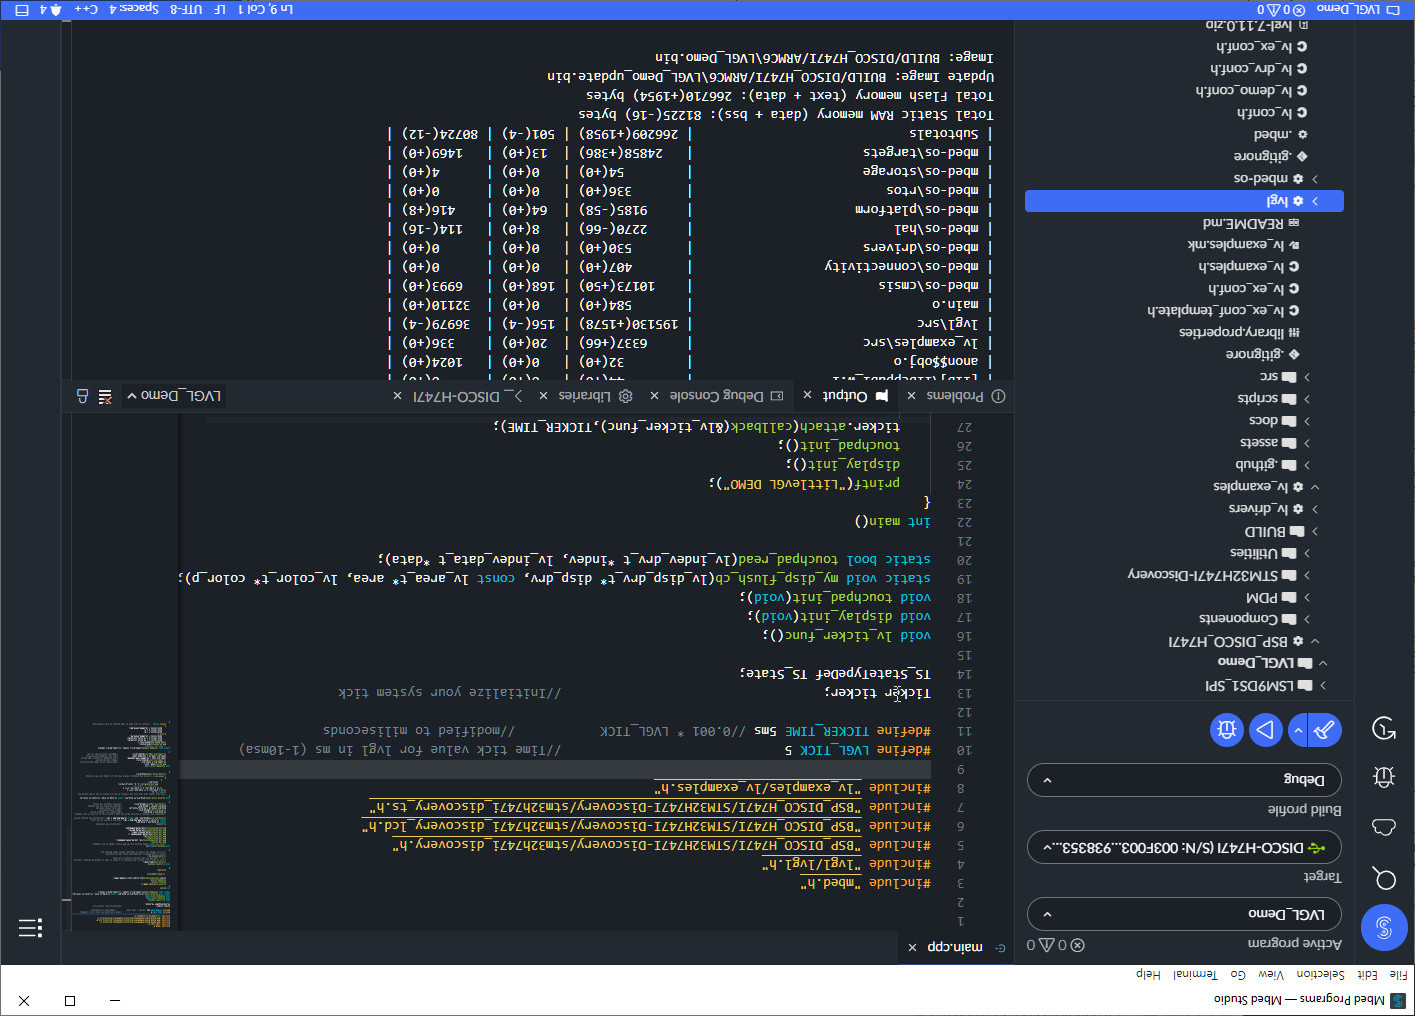 Mbed Programs — Mbed Studio
File Edit Selection View Go Terminal Help
Active program
0 0
LVGL_Demo
Target
DISCO-H747I (S/N: 003F003...938353...
Build profile
Debug
LSM9DS1_SPI
LVGL_Demo
BSP_DISCO_H747I
Components
PDM
STM32H747I-Discovery
Utilities
BUILD
lv_drivers
lv_examples
.github
assets
docs
scripts
src
.gitignore
library.properties
lv_ex_conf_template.h
lv_ex_conf.h
lv_examples.h
lv_examples.mk
README.md
lvgl
mbed-os
.gitignore
.mbed
lv_conf.h
lv_demo_conf.h
lv_drv_conf.h
lv_ex_conf.h
lvgl-7.11.0.zip
main.cpp
1
2
3 #include "mbed.h"
4 #include "lvgl/lvgl.h"
5 #include "BSP_DISCO_H747I/STM32H747I-Discovery/stm32h747i_discovery.h"
6 #include "BSP_DISCO_H747I/STM32H747I-Discovery/stm32h747i_discovery_lcd.h"
7 #include "BSP_DISCO_H747I/STM32H747I-Discovery/stm32h747i_discovery_ts.h"
8 #include "lv_examples/lv_examples.h"
9
10 #define LVGL_TICK 5 //Time tick value for lvgl in ms (1-10msa)
11 #define TICKER_TIME 5ms //0.001 * LVGL_TICK //modified to miliseconds
12
13 Ticker ticker; //Initialize your system tick
14 TS_StateTypeDef TS_State;
15
16 void lv_ticker_func();
17 void display_init(void);
18 void touchpad_init(void);
19 static void my_disp_flush_cb(lv_disp_drv_t* disp_drv, const lv_area_t* area, lv_color_t* color_p);
20 static bool touchpad_read(lv_indev_drv_t *indev, lv_indev_data_t *data);
21
22 int main()
23 {
24 printf("LittlevGL DEMO");
25 display_init();
26 touchpad_init();
27 ticker.attach(callback(&lv_ticker_func),TICKER_TIME);
Problems × Output × Debug Console × Libraries × DISCO-H747I × LVGL_Demo
| anon$$obj.o | 32(+0) | 0(+0) | 1024(+0) |
| lv_examples\src | 6337(+66) | 20(+0) | 336(+0) |
| lvgl\src | 195130(+1578) | 156(-4) | 36979(-4) |
| main.o | 584(+0) | 0(+0) | 32110(+0) |
| mbed-os\cmsis | 10173(+50) | 168(+0) | 6993(+0) |
| mbed-os\connectivity | 407(+0) | 0(+0) | 0(+0) |
| mbed-os\drivers | 530(+0) | 0(+0) | 0(+0) |
| mbed-os\hal | 2270(-66) | 8(+0) | 114(-16) |
| mbed-os\platform | 9185(-58) | 64(+0) | 416(+8) |
| mbed-os\rtos | 336(+0) | 0(+0) | 0(+0) |
| mbed-os\storage | 54(+0) | 0(+0) | 4(+0) |
| mbed-os\targets | 24858(+386) | 13(+0) | 1469(+0) |
| Subtotals | 266209(+1958) | 501(-4) | 80724(-12) |
Total Static RAM memory (data + bss): 81225(-16) bytes
Total Flash memory (text + data): 266710(+1954) bytes
Update Image: BUILD/DISCO_H747I/ARMC6\LVGL_Demo_update.bin
Image: BUILD/DISCO_H747I/ARMC6\LVGL_Demo.bin
LVGL_Demo 0 0 Ln 9, Col 1 LF UTF-8 Spaces: 4 C++ 4